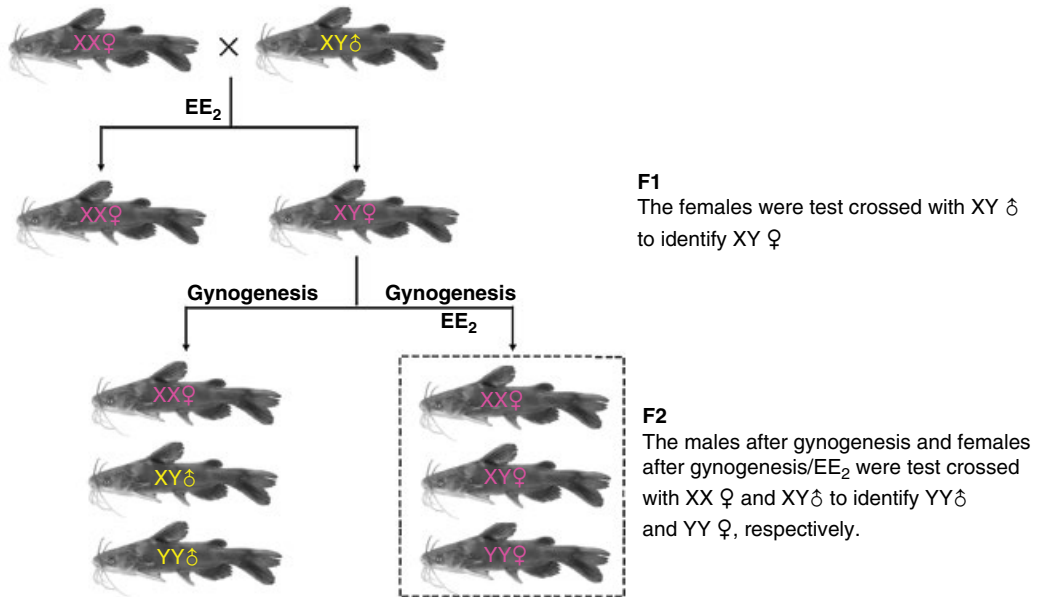 XX♀ × XY♂
EE₂
XX♀ XY♀
F1
The females were test crossed with XY ♂
to identify XY ♀
Gynogenesis Gynogenesis
EE₂
XX♀ XX♀
XY♂ XY♀
YY♂ YY♀
F2
The males after gynogenesis and females
after gynogenesis/EE₂ were test crossed
with XX ♀ and XY♂ to identify YY♂
and YY ♀, respectively.